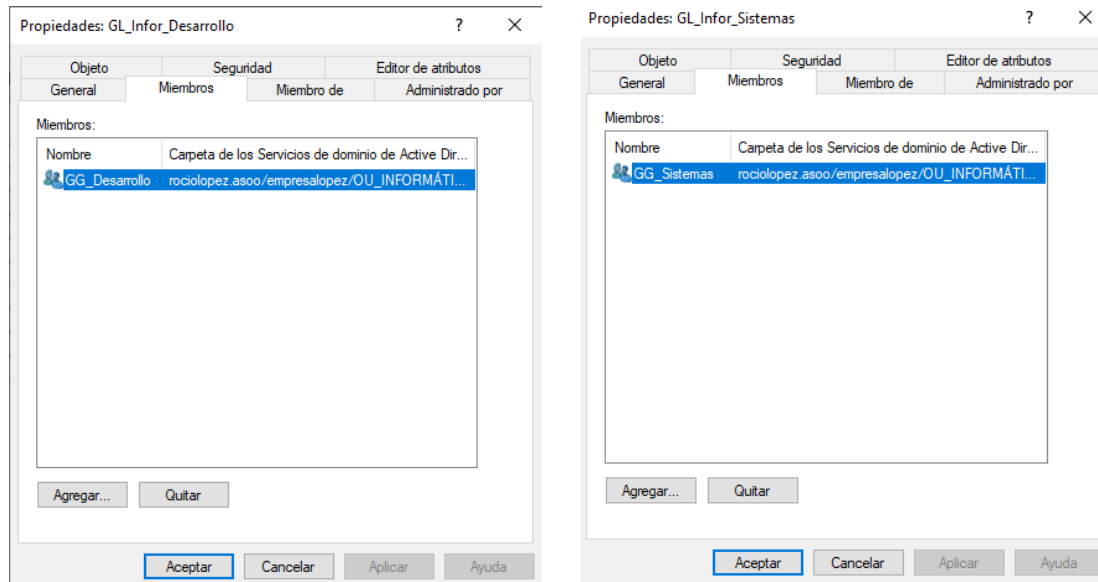 Propiedades: GL_Infor_Desarrollo ? ×
Objeto Seguridad Editor de atributos
General Miembros Miembro de Administrado por
Miembros:
Nombre Carpeta de los Servicios de dominio de Active Dir...
GG_Desarrollo rociolopez.asoo/empresalopez/OU_INFORMÁTI...
Agregar... Quitar
Aceptar Cancelar Aplicar Ayuda
Propiedades: GL_Infor_Sistemas ? ×
Objeto Seguridad Editor de atributos
General Miembros Miembro de Administrado por
Miembros:
Nombre Carpeta de los Servicios de dominio de Active Dir...
GG_Sistemas rociolopez.asoo/empresalopez/OU_INFORMÁTI...
Agregar... Quitar
Aceptar Cancelar Aplicar Ayuda